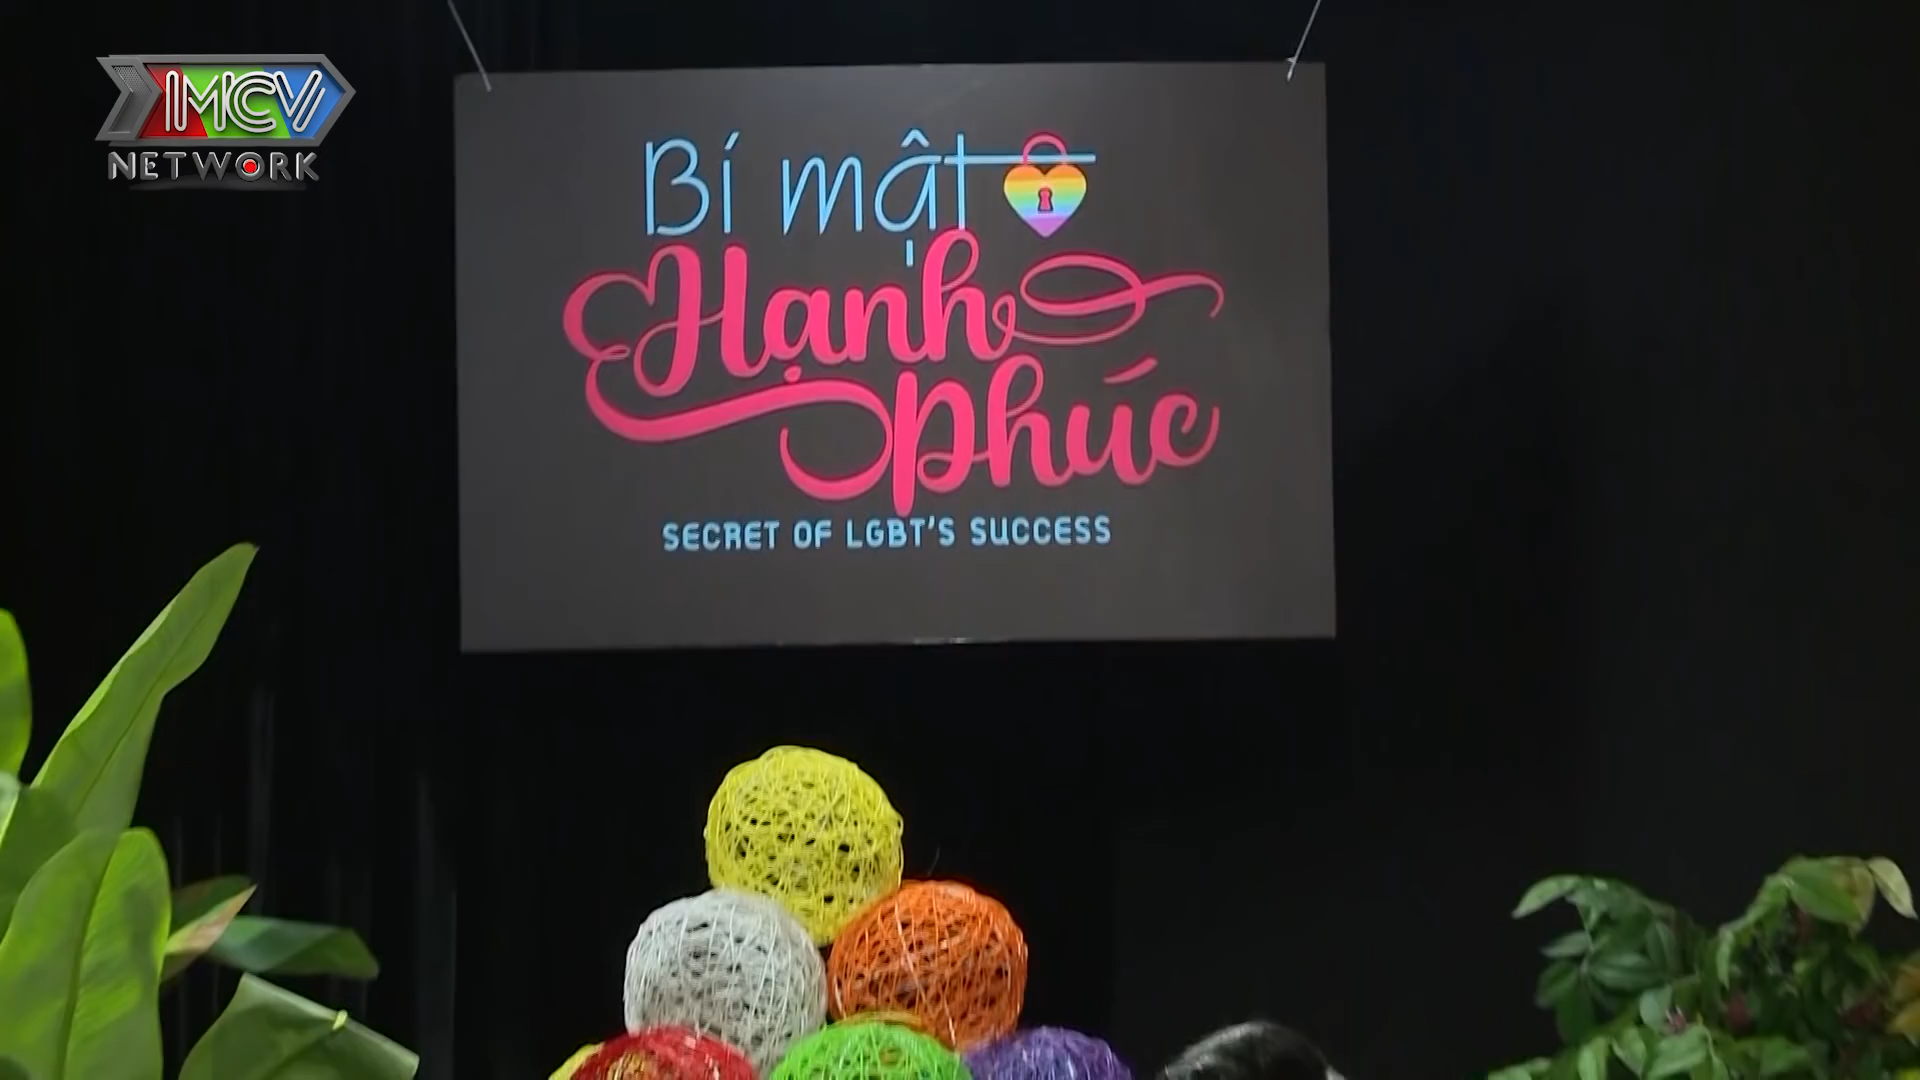 MCV
NETWORK
Bí mật
Hạnh
Phúc
SECRET OF LGBT'S SUCCESS